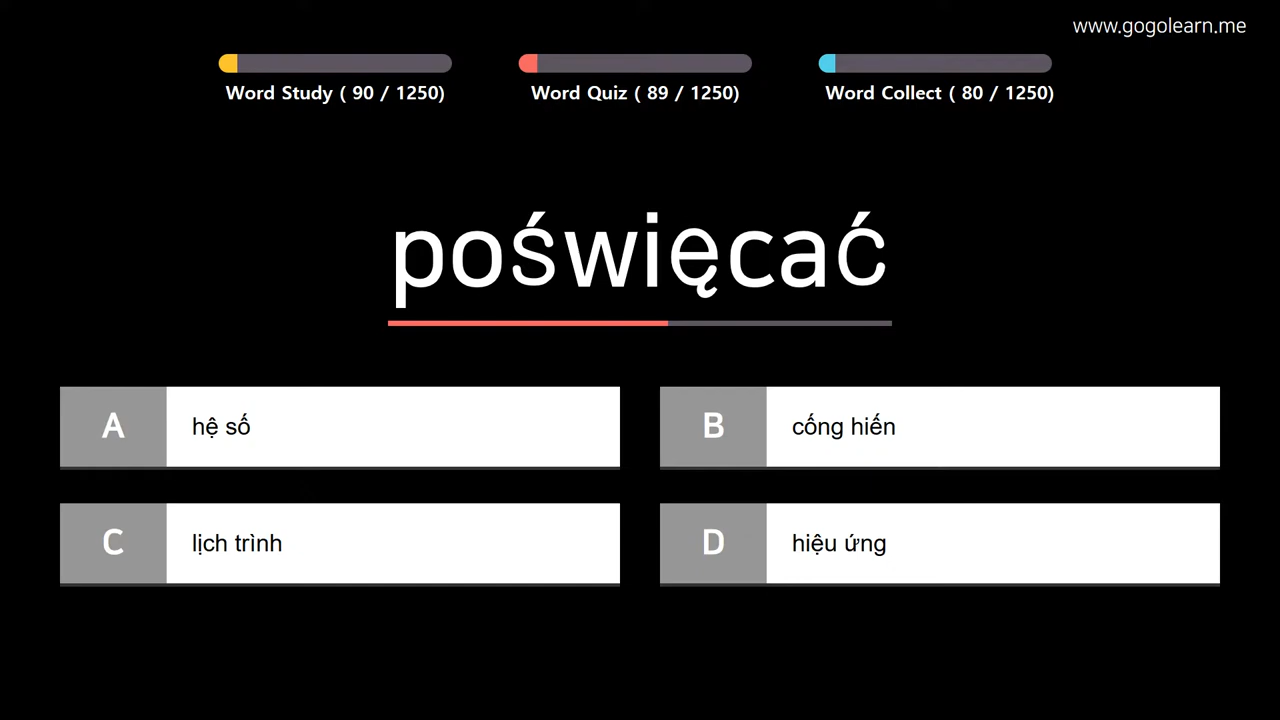 www.gogolearn.me
Word Study ( 90 / 1250)
Word Quiz ( 89 / 1250)
Word Collect ( 80 / 1250)
poświęcać
A hệ số
B cống hiến
C lịch trình
D hiệu ứng